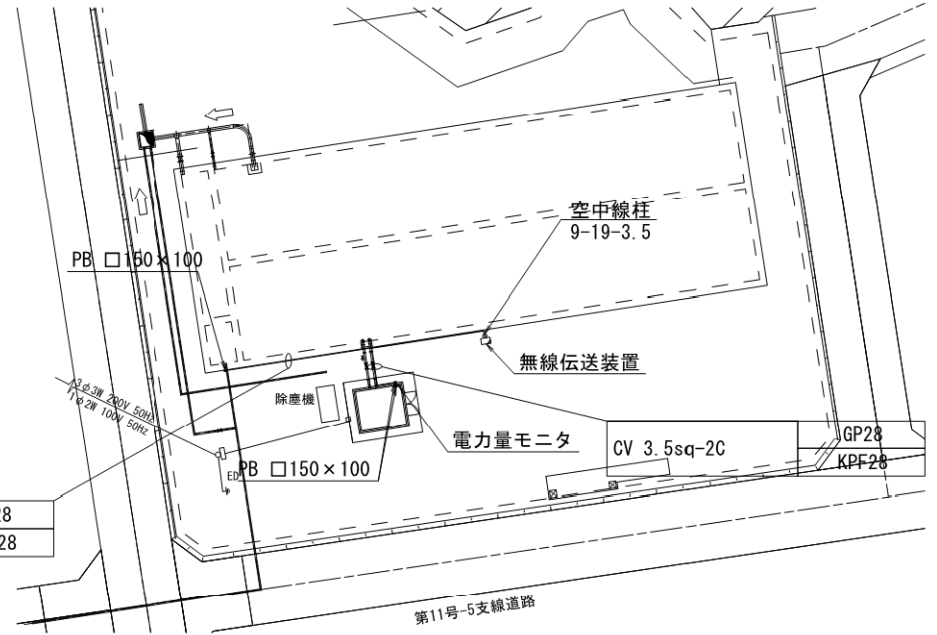 空中線柱
9-19-3.5
PB □150×100
無線伝送装置
3φ3W 200V 50Hz
1φ2W 100V 50Hz
除塵機
電力量モニタ
CV 3.5sq-2C
GP28
KPF28
ED
PB □150×100
28
28
第11号-5支線道路